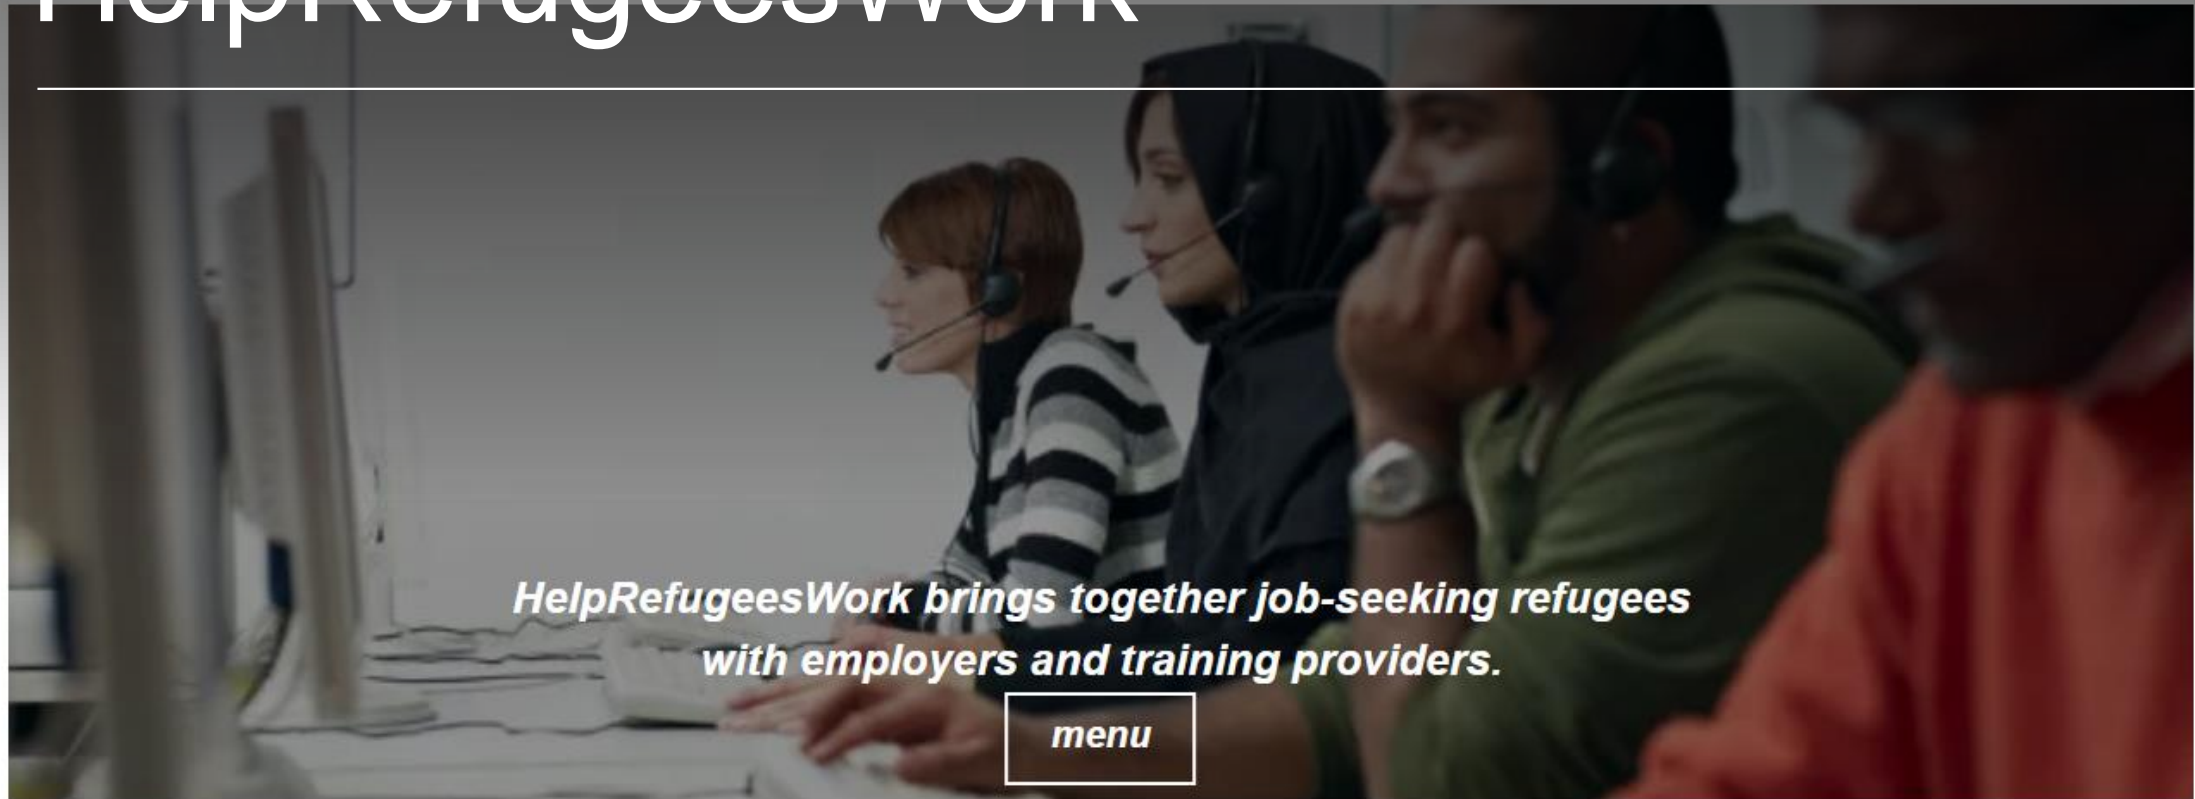 HelpRefugeesWork
HelpRefugeesWork brings together job-seeking refugees
with employers and training providers.
menu